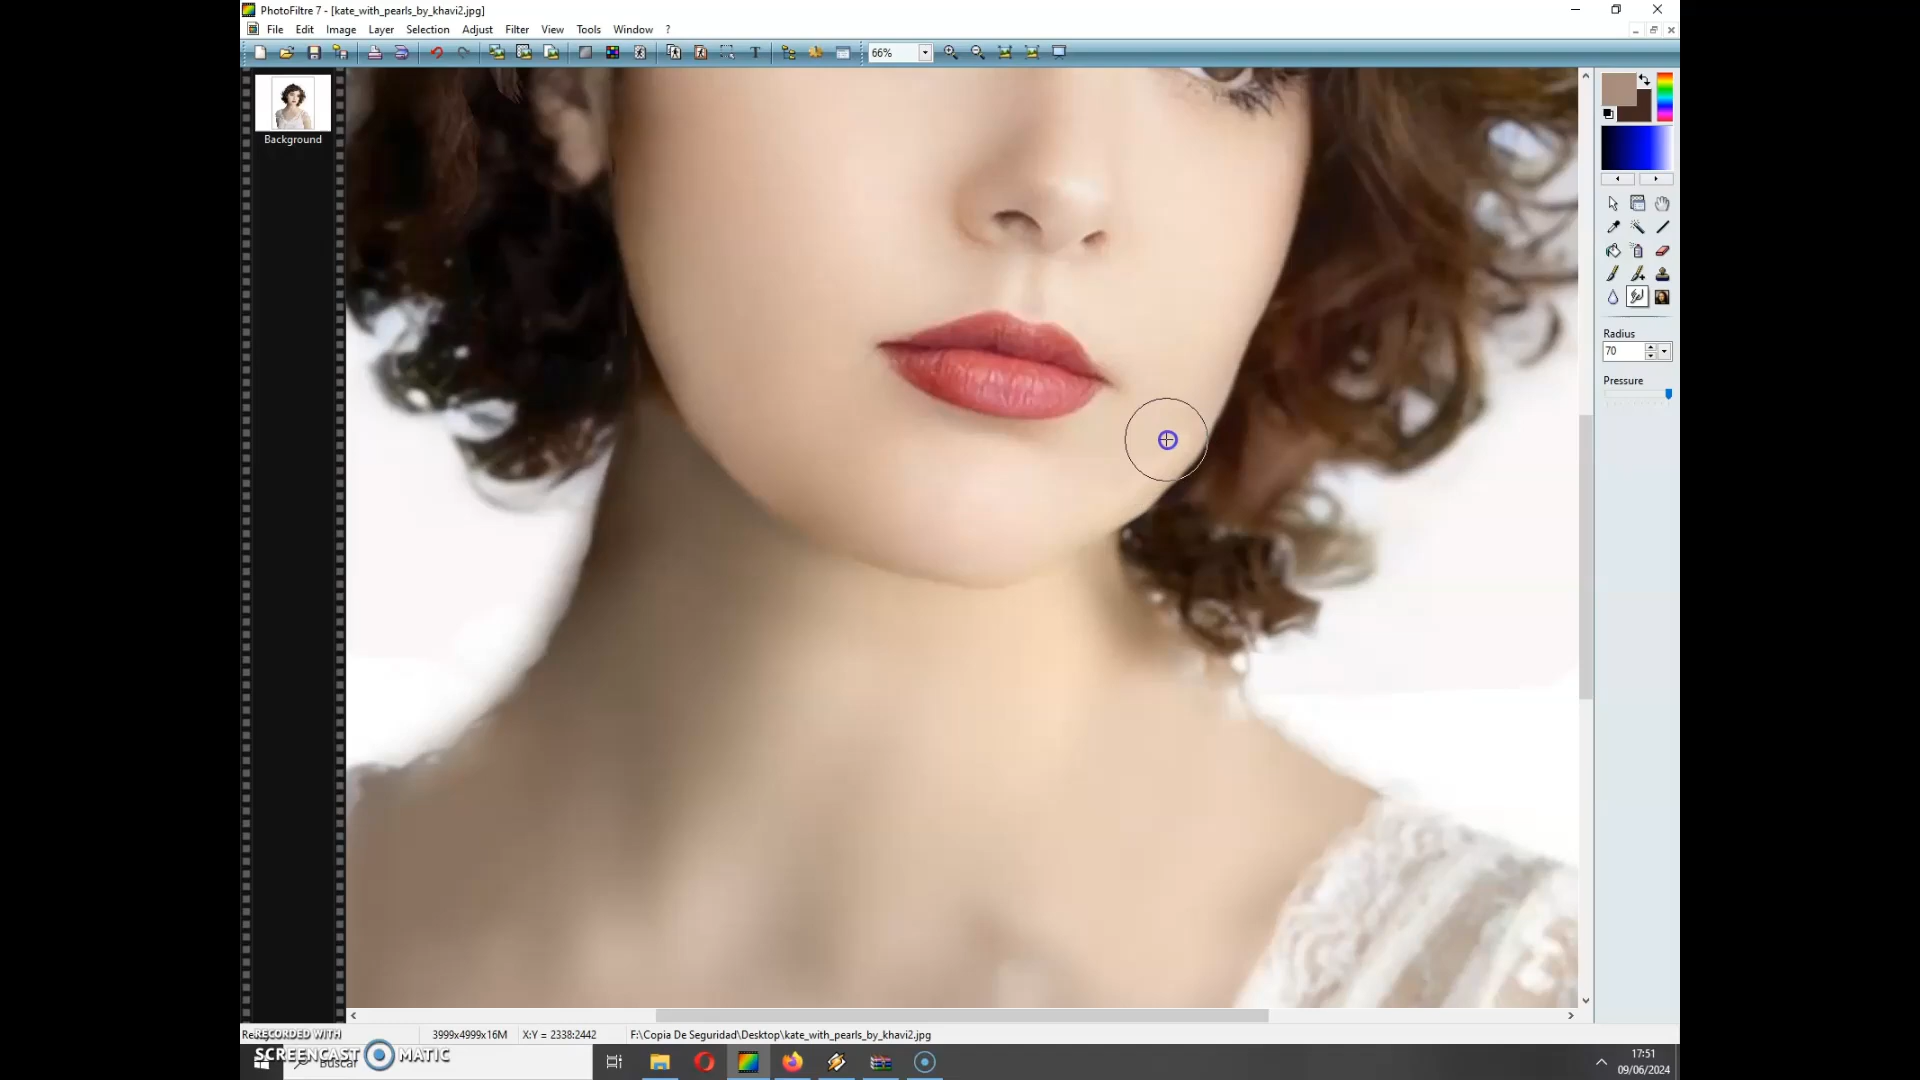 PhotoFiltre 7 - [kate_with_pearls_by_khavi2.jpg]
File Edit Image Layer Selection Adjust Filter View Tools Window ?
T 66%
Background
Radius
70
Pressure
3999x4999x16M X:Y = 2338:2442 F:\Copia De Seguridad\Desktop\kate_with_pearls_by_khavi2.jpg
RECORDED WITH
SCREENCAST MATIC
Buscar
17:51
09/06/2024